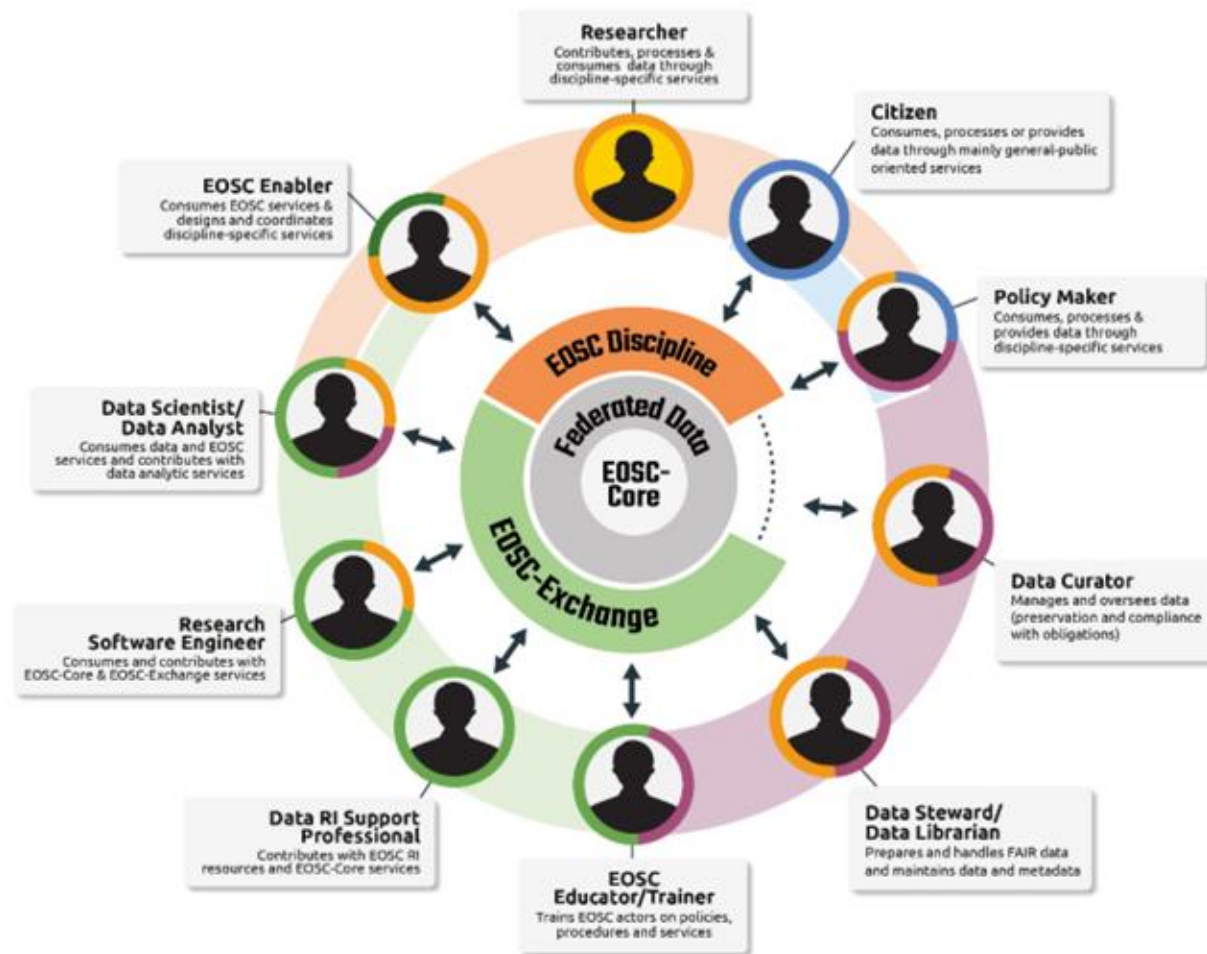 Researcher
Contributes, processes &
consumes data through
discipline-specific services
Citizen
Consumes, processes or provides
data through mainly general-public
oriented services
EOSC Enabler
Consumes EOSC services &
designs and coordinates
discipline-specific services
Policy Maker
Consumes, processes &
provides data through
discipline-specific services
EOSC Discipline
Federated Data
EOSC-
Core
EOSC-Exchange
Data Scientist/
Data Analyst
Consumes data and EOSC
services and contributes with
data analytic services
Data Curator
Manages and oversees data
(preservation and compliance
with obligations)
Research
Software Engineer
Consumes and contributes with
EOSC-Core & EOSC-Exchange services
Data RI Support
Professional
Contributes with EOSC RI
resources and EOSC-Core services
Data Steward/
Data Librarian
Prepares and handles FAIR data
and maintains data and metadata
EOSC
Educator/Trainer
Trains EOSC actors on policies,
procedures and services